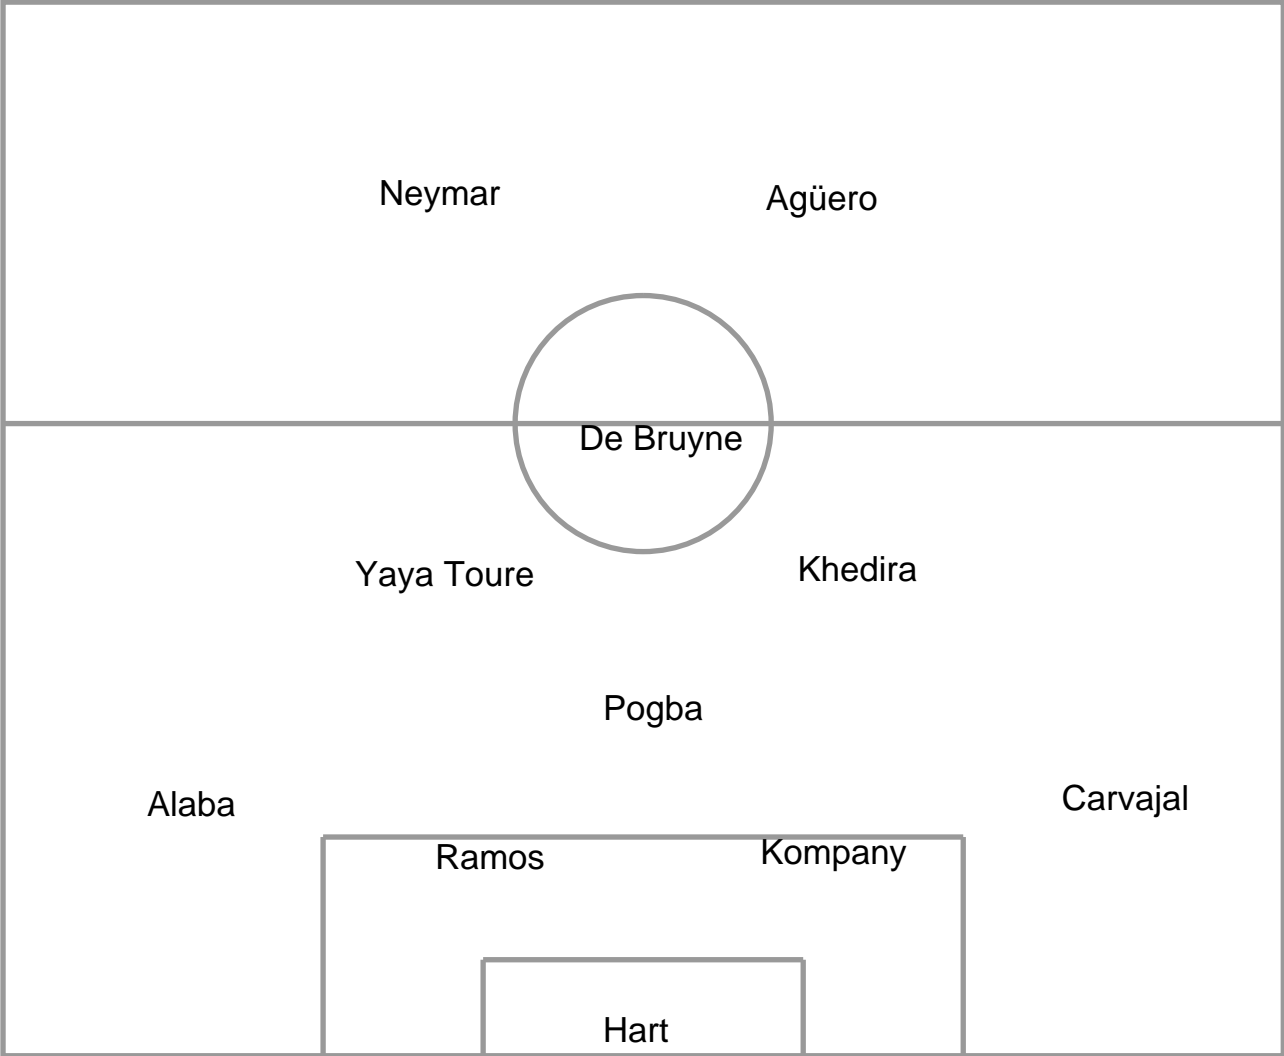 Neymar
Agüero
De Bruyne
Yaya Toure
Khedira
Pogba
Alaba
Carvajal
Ramos
Kompany
Hart